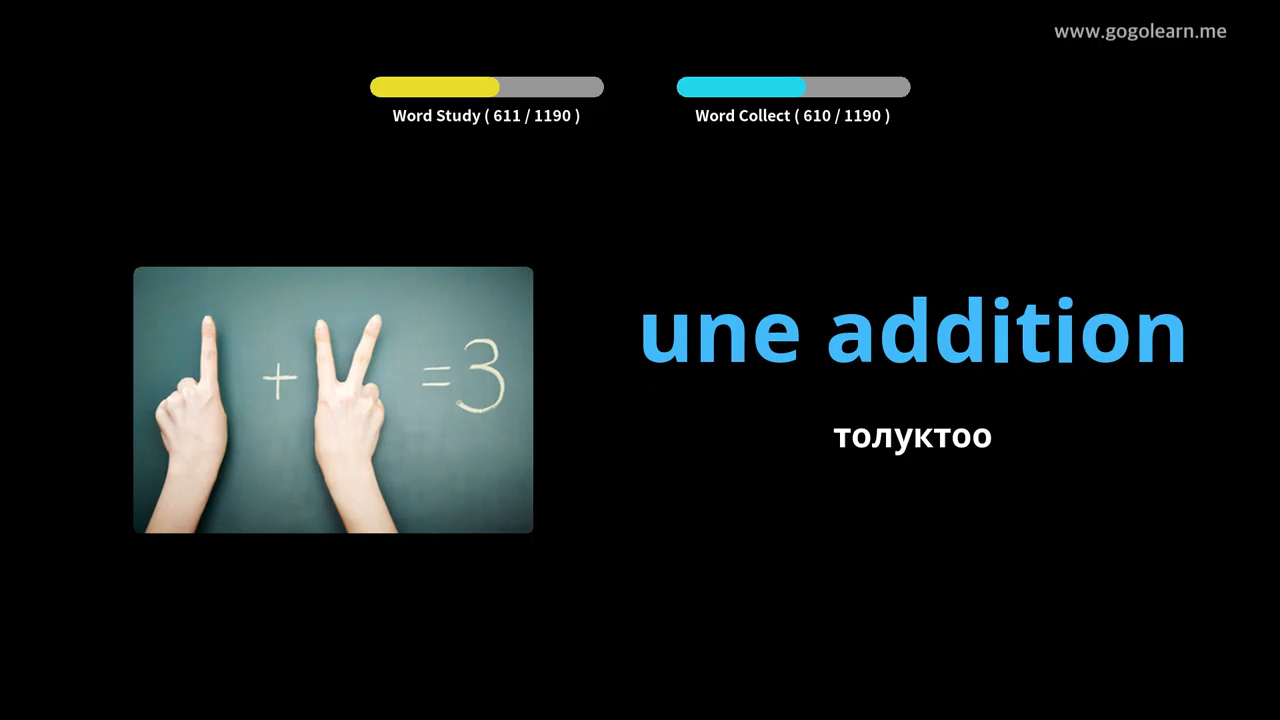 www.gogolearn.me
Word Study ( 611 / 1190 )
Word Collect ( 610 / 1190 )
+ = 3
une addition
толуктоо